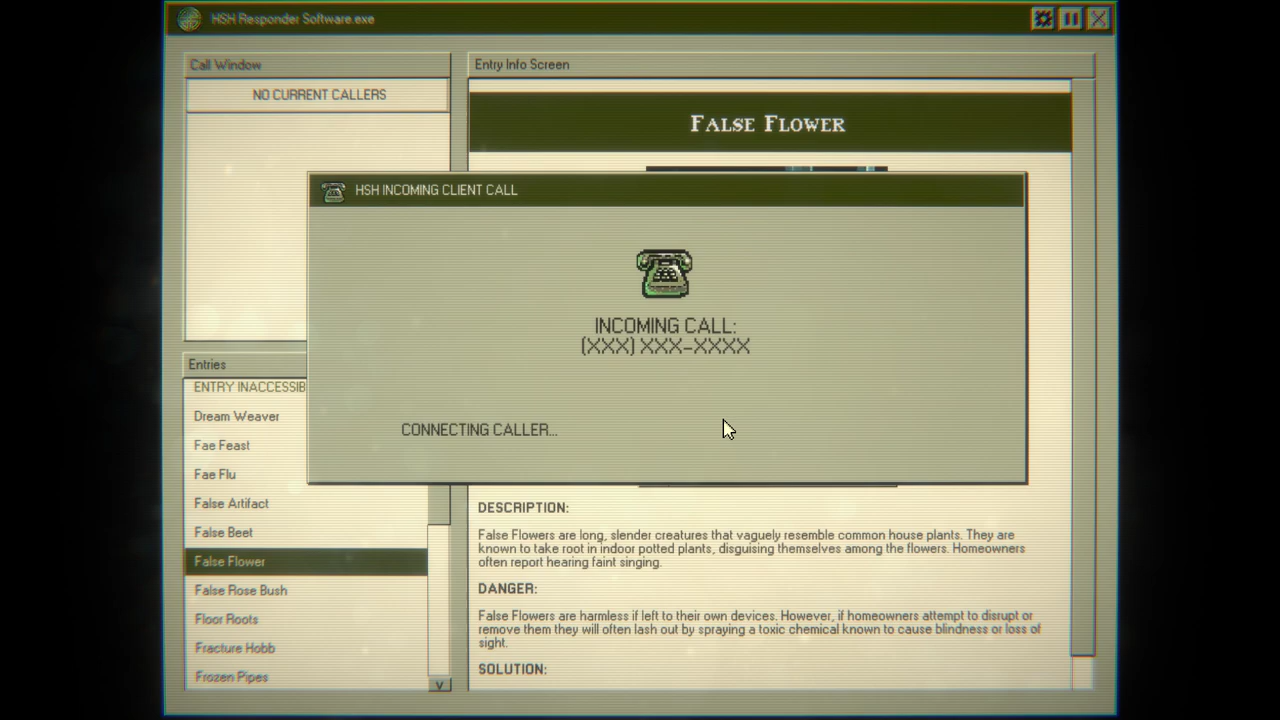 HSH Responder Software.exe
Call Window
NO CURRENT CALLERS
Entry Info Screen
FALSE FLOWER
HSH INCOMING CLIENT CALL
INCOMING CALL:
(XXX) XXX-XXXX
CONNECTING CALLER...
Entries
ENTRY INACCESSIB
Dream Weaver
Fae Feast
Fae Flu
False Artifact
False Beet
False Flower
False Rose Bush
Floor Roots
Fracture Hobb
Frozen Pipes
V
DESCRIPTION:
False Flowers are long, slender creatures that vaguely resemble common house plants. They are
known to take root in indoor potted plants, disguising themselves among the flowers. Homeowners
often report hearing faint singing.
DANGER:
False Flowers are harmless if left to their own devices. However, if homeowners attempt to disrupt or
remove them they will often lash out by spraying a toxic chemical known to cause blindness or loss of
sight.
SOLUTION: